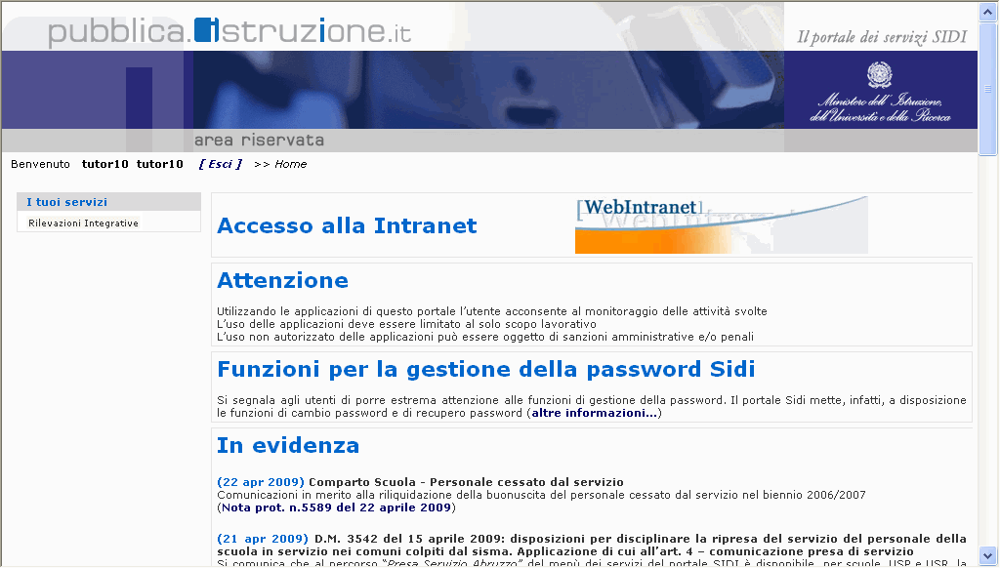 pubblica.istruzione.it
Il portale dei servizi SIDI
Ministero dell' Istruzione,
dell'Università e della Ricerca
area riservata
Benvenuto tutor10 tutor10 [ Esci ] >> Home
I tuoi servizi
Rilevazioni Integrative
Accesso alla Intranet
[WebIntranet]
WebIntranet
Attenzione
Utilizzando le applicazioni di questo portale l’utente acconsente al monitoraggio delle attività svolte
L’uso delle applicazioni deve essere limitato al solo scopo lavorativo
L’uso non autorizzato delle applicazioni può essere oggetto di sanzioni amministrative e/o penali
Funzioni per la gestione della password Sidi
Si segnala agli utenti di porre estrema attenzione alle funzioni di gestione della password. Il portale Sidi mette, infatti, a disposizione
le funzioni di cambio password e di recupero password (altre informazioni...)
In evidenza
(22 apr 2009) Comparto Scuola - Personale cessato dal servizio
Comunicazioni in merito alla riliquidazione della buonuscita del personale cessato dal servizio nel biennio 2006/2007
(Nota prot. n.5589 del 22 aprile 2009)
(21 apr 2009) D.M. 3542 del 15 aprile 2009: disposizioni per disciplinare la ripresa del servizio del personale della
scuola in servizio nei comuni colpiti dal sisma. Applicazione di cui all’art. 4 – comunicazione presa di servizio
Si comunica che al percorso “Presa Servizio Abruzzo” del menù dei servizi del portale SIDI è disponibile, per scuole, USP e USR, la